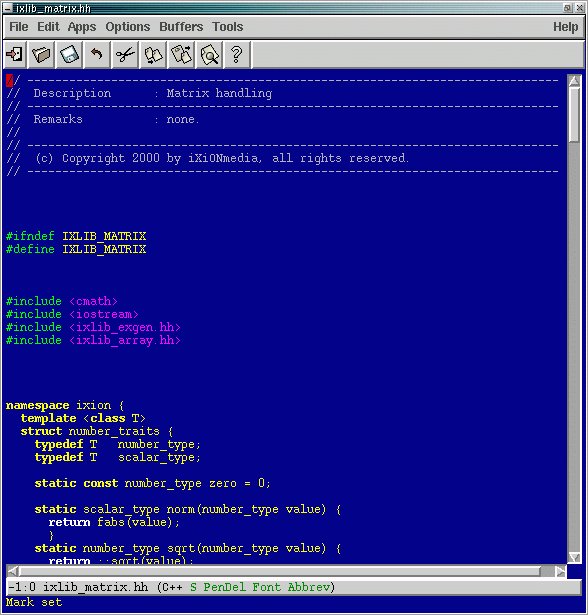 ixlib_matrix.hh
File Edit Apps Options Buffers Tools Help
// ---------------------------------------------------------------------------
//  Description      : Matrix handling
// ---------------------------------------------------------------------------
//  Remarks          : none.
//
// ---------------------------------------------------------------------------
//  (c) Copyright 2000 by iXiONmedia, all rights reserved.
// ---------------------------------------------------------------------------
#ifndef IXLIB_MATRIX
#define IXLIB_MATRIX
#include <cmath>
#include <iostream>
#include <ixlib_exgen.hh>
#include <ixlib_array.hh>
namespace ixion {
  template <class T>
  struct number_traits {
    typedef T   number_type;
    typedef T   scalar_type;
    static const number_type zero = 0;
    static scalar_type norm(number_type value) {
      return fabs(value);
      }
    static number_type sqrt(number_type value) {
      return ::sqrt(value);
-1:0 ixlib_matrix.hh (C++ S PenDel Font Abbrev)
Mark set